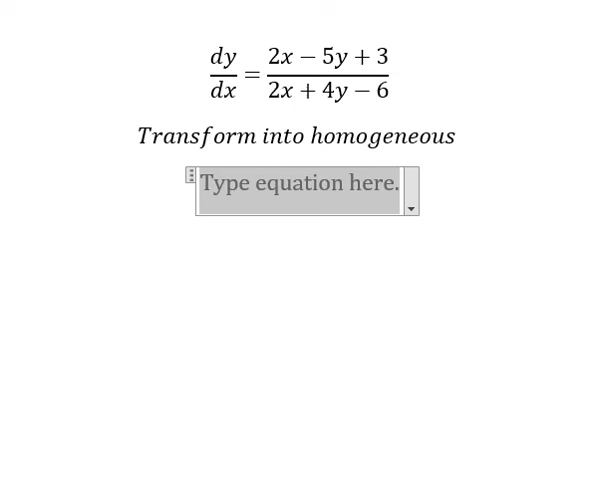 dy/dx = (2x − 5y + 3)/(2x + 4y − 6)
Transform into homogeneous
Type equation here.